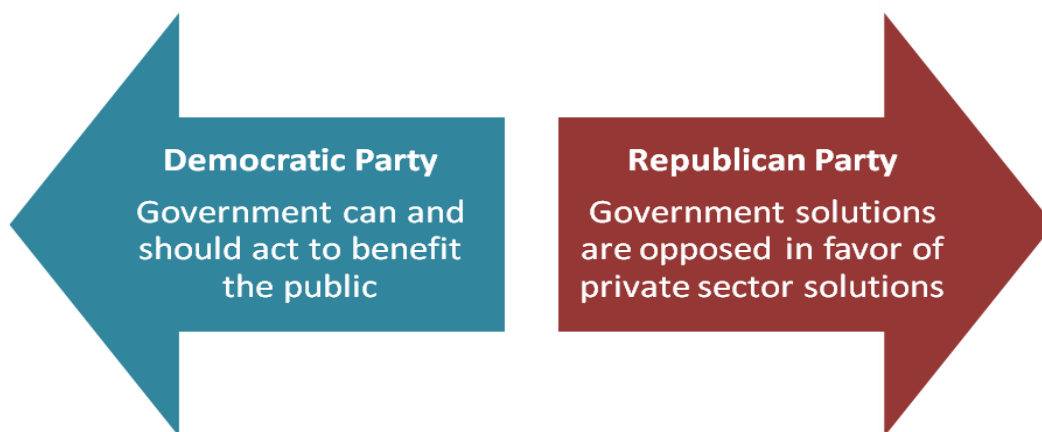 Democratic Party
Government can and
should act to benefit
the public
Republican Party
Government solutions
are opposed in favor of
private sector solutions